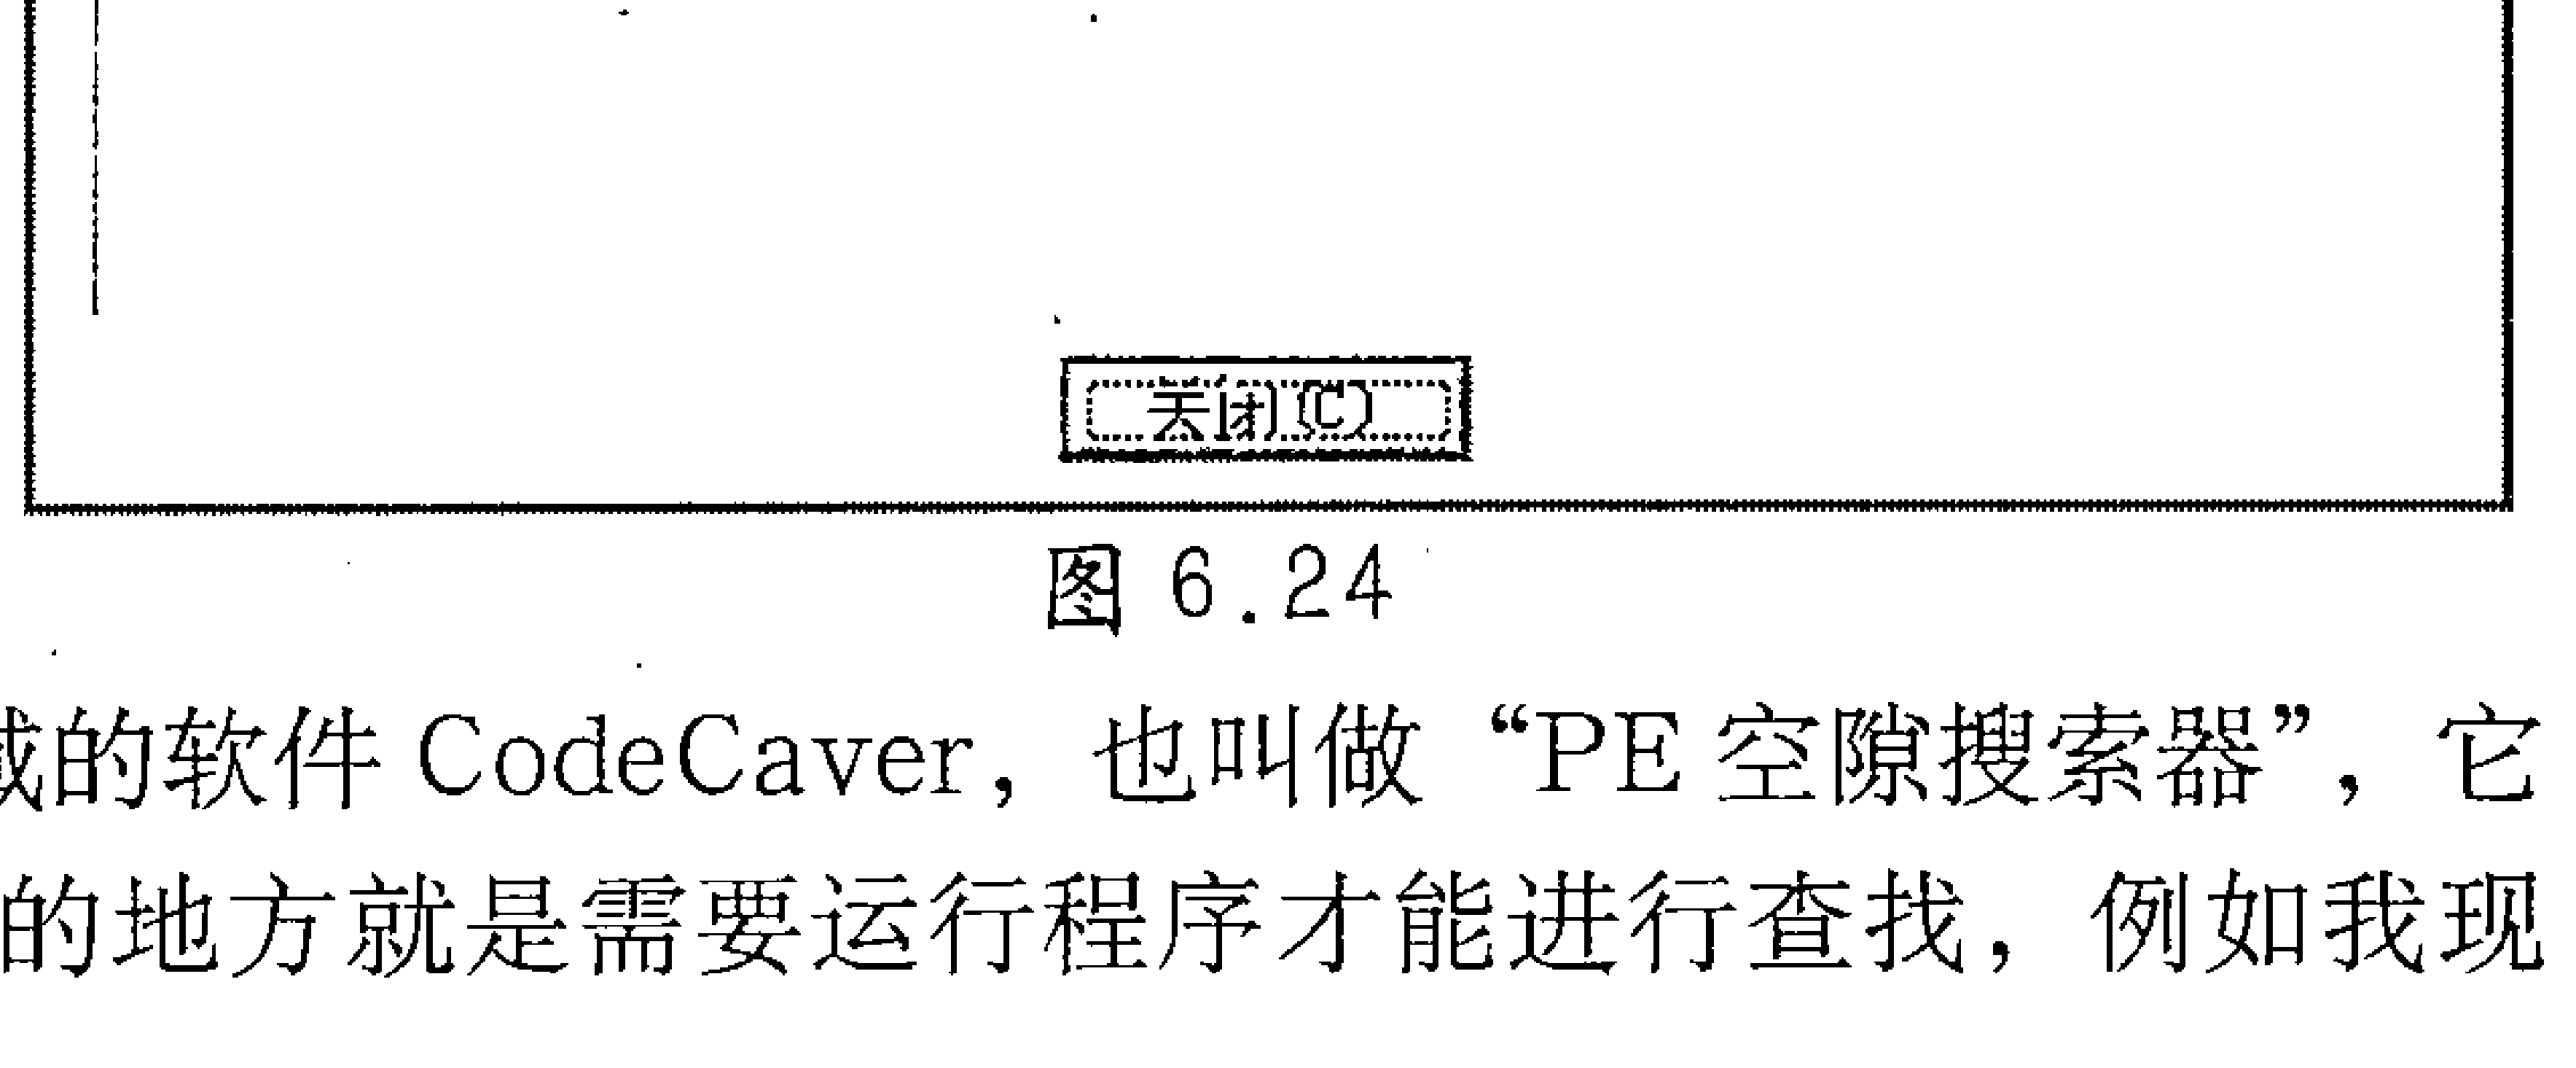 关闭(C)
图 6.24
域的软件 CodeCaver，也叫做“PE 空隙搜索器”，它
的地方就是需要运行程序才能进行查找，例如我现